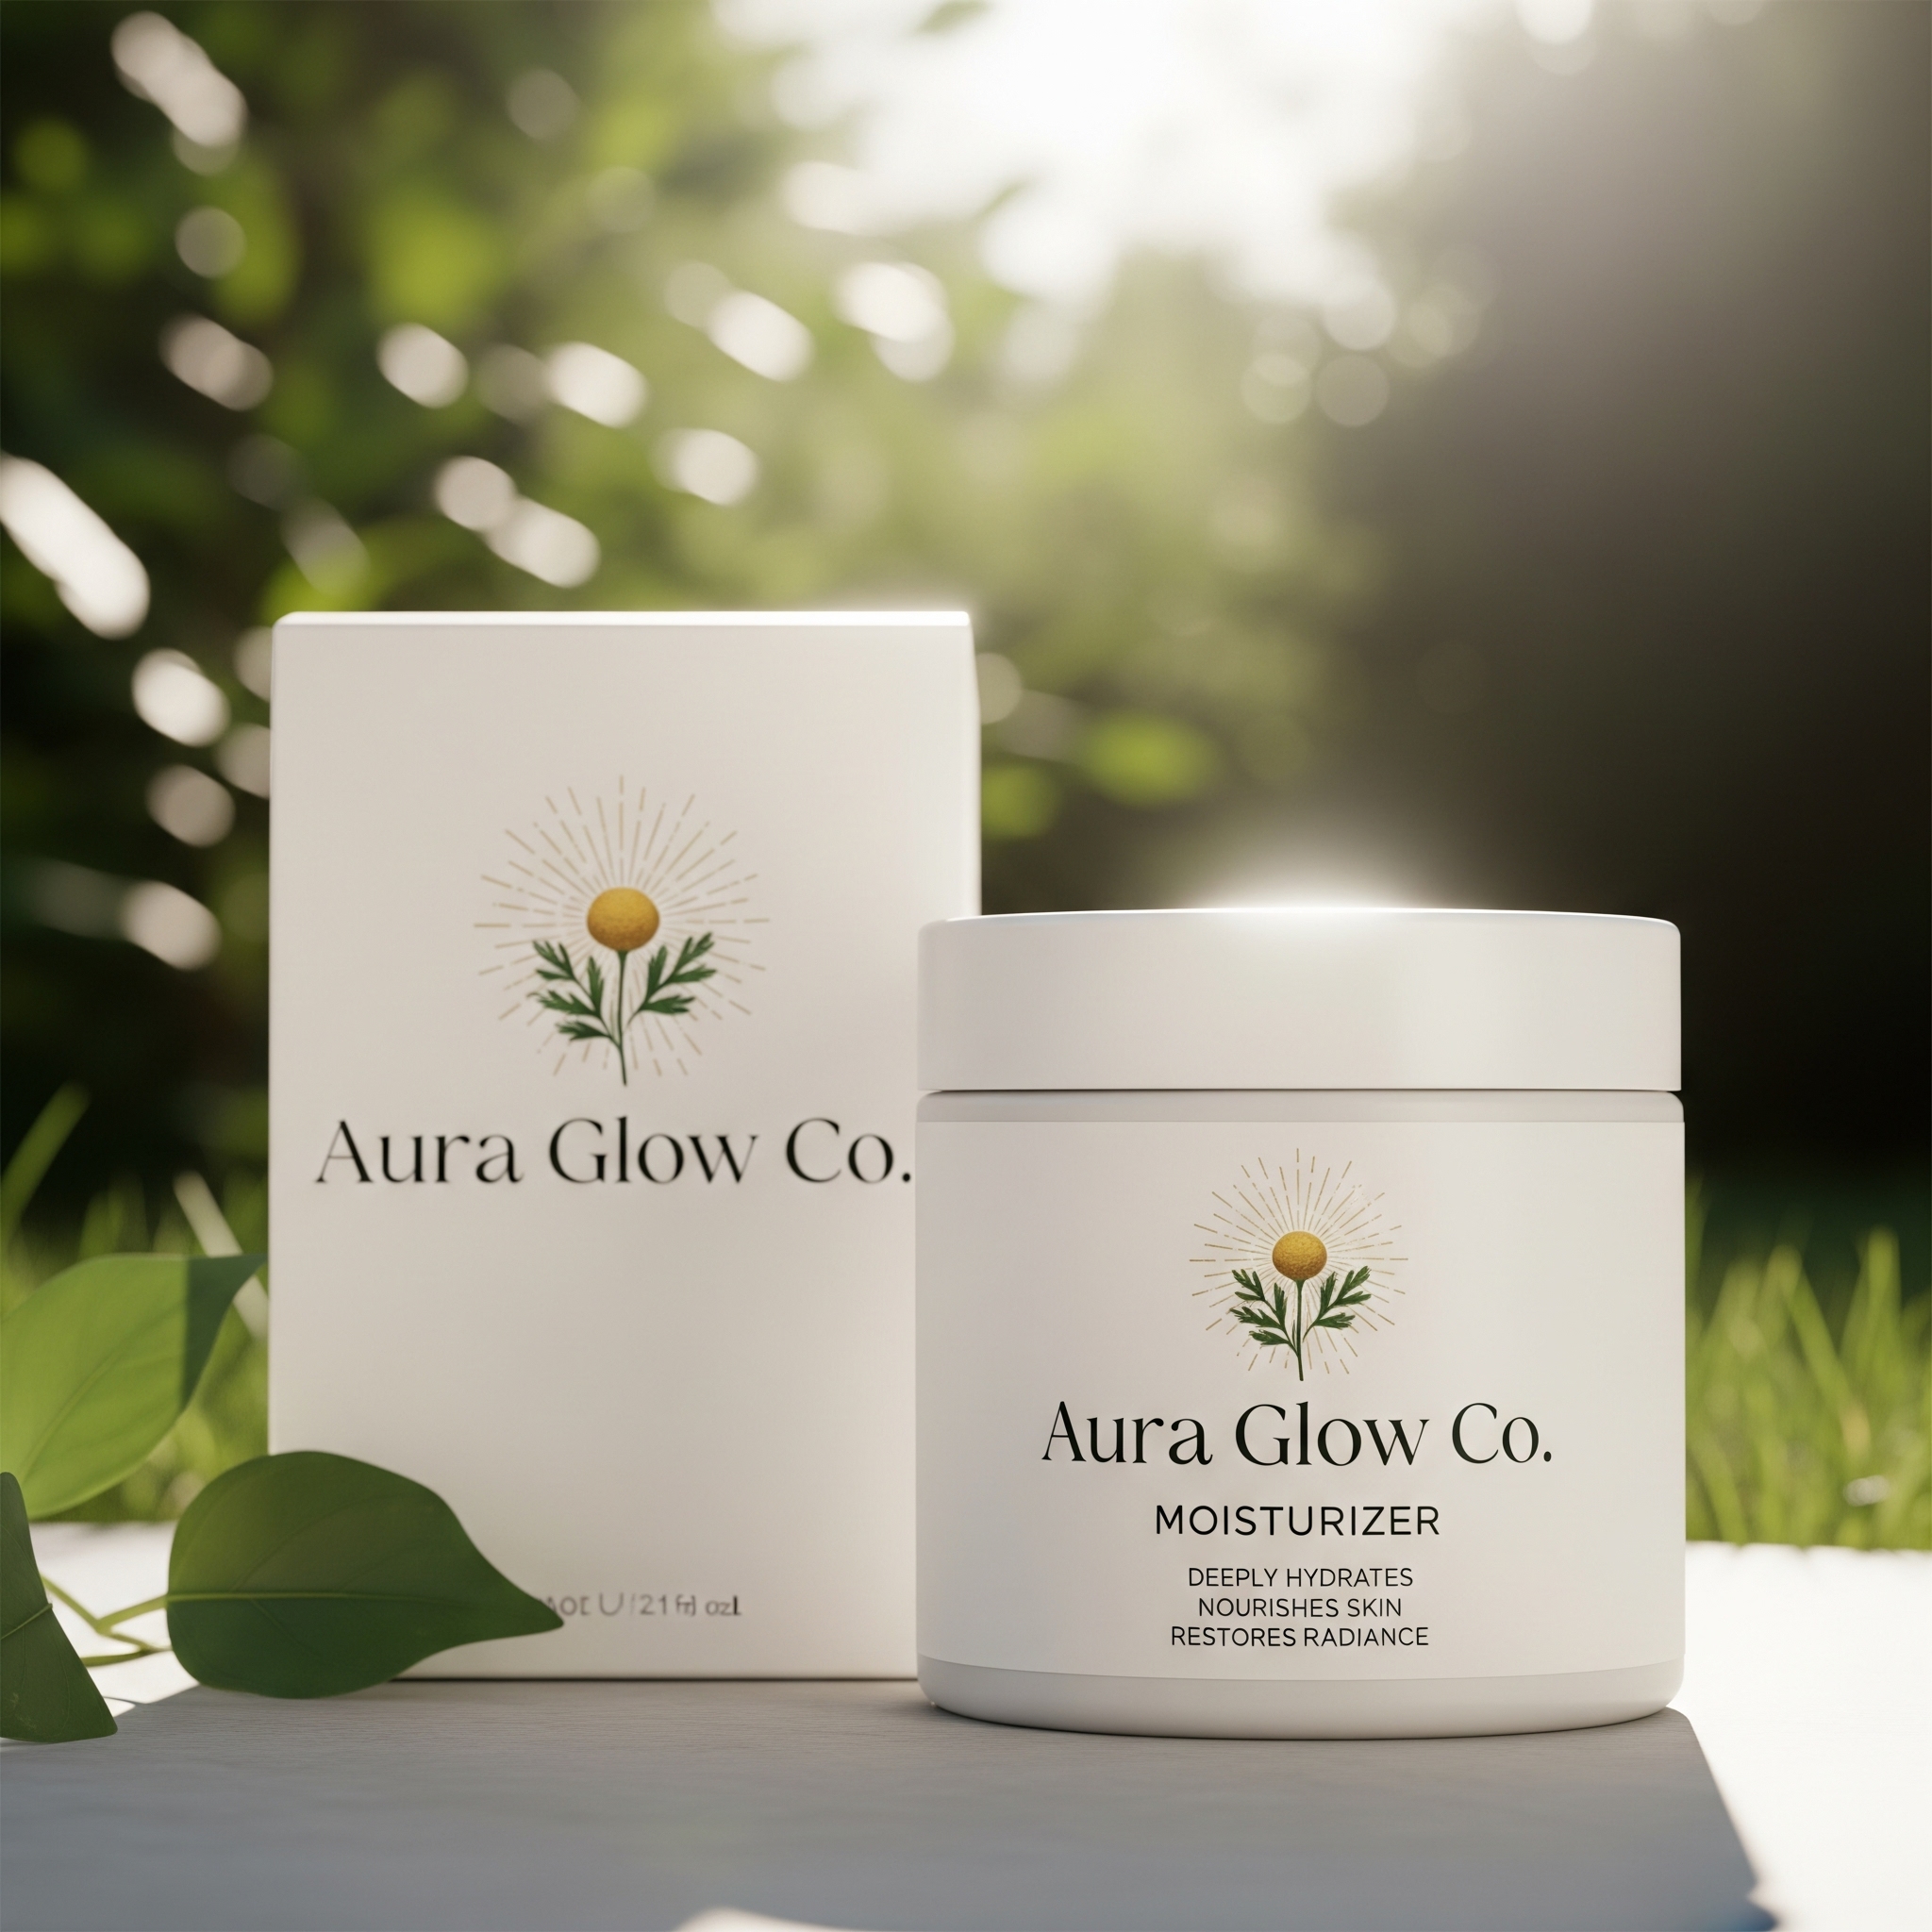 Aura Glow Co.
Aura Glow Co.
MOISTURIZER
DEEPLY HYDRATES
NOURISHES SKIN
RESTORES RADIANCE